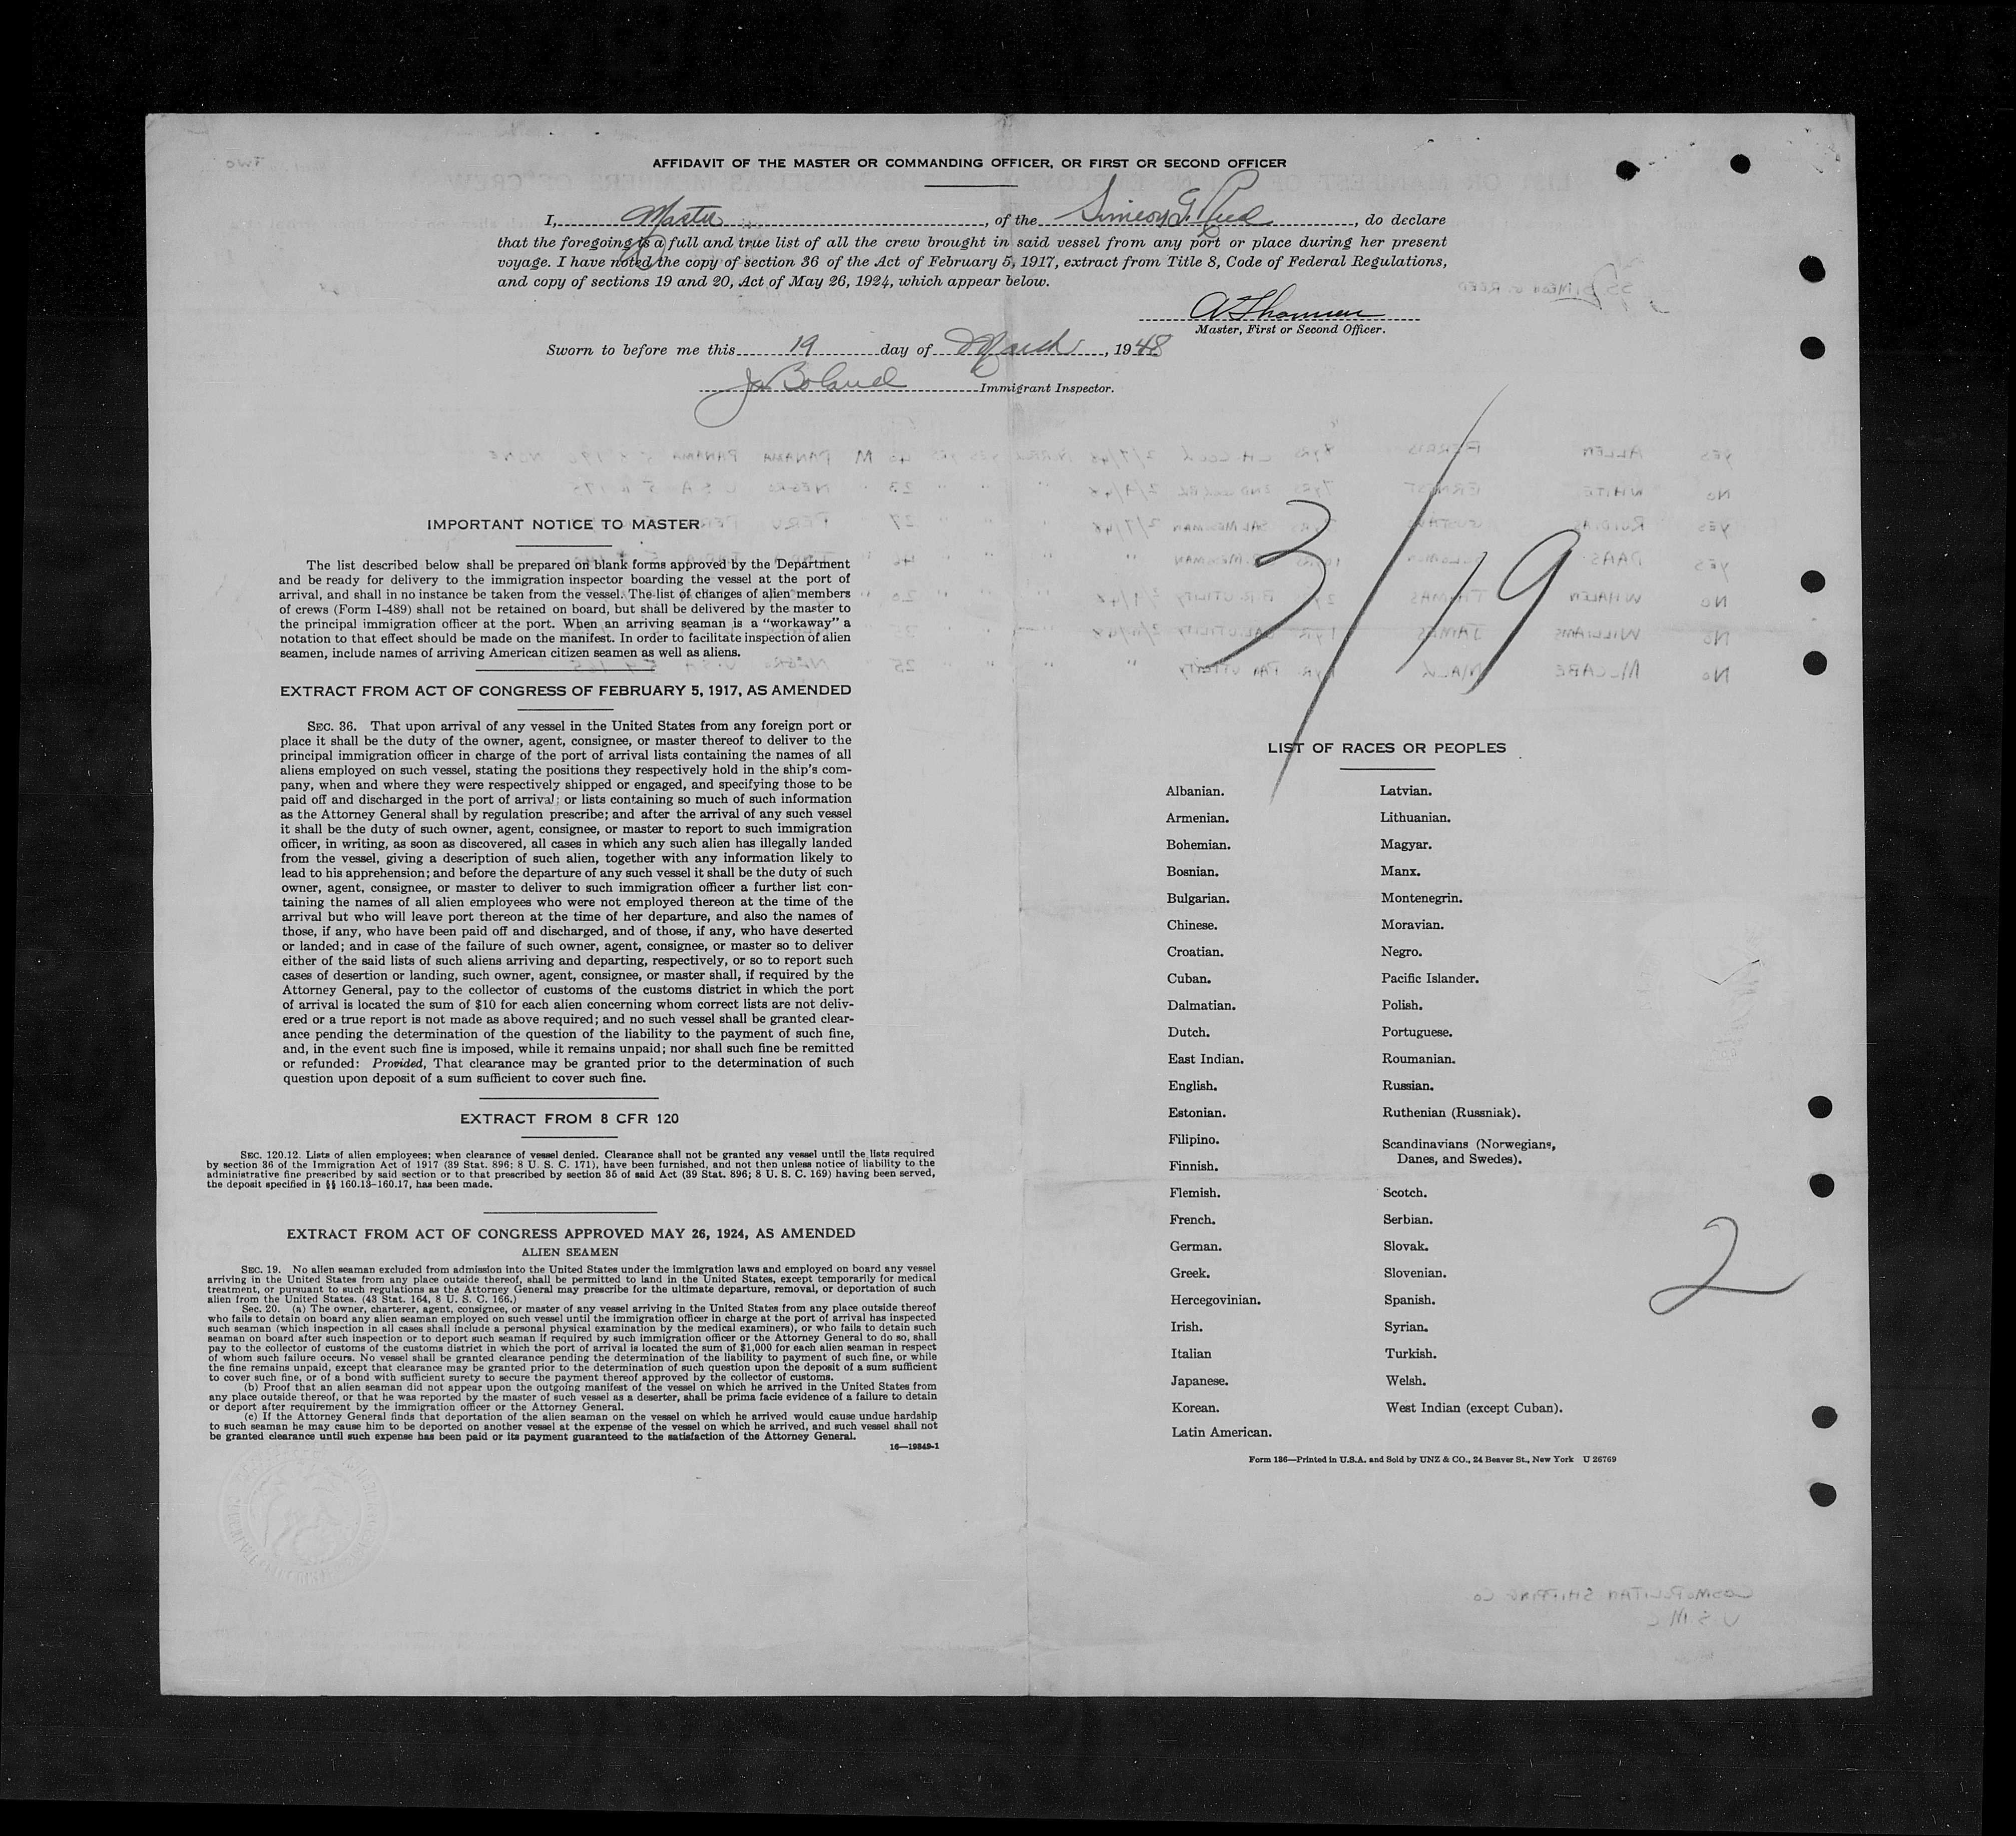 AFFIDAVIT OF THE MASTER OR COMMANDING OFFICER, OR FIRST OR SECOND OFFICER
I, Master, of the Simeon G. Reed, do declare
that the foregoing is a full and true list of all the crew brought in said vessel from any port or place during her present
voyage. I have noted the copy of section 36 of the Act of February 5, 1917, extract from Title 8, Code of Federal Regulations,
and copy of sections 19 and 20, Act of May 26, 1924, which appear below.
Master, First or Second Officer.
Sworn to before me this 19 day of March, 1948
Immigrant Inspector.
3/19
IMPORTANT NOTICE TO MASTER
The list described below shall be prepared on blank forms approved by the Department
and be ready for delivery to the immigration inspector boarding the vessel at the port of
arrival, and shall in no instance be taken from the vessel. The list of changes of alien members
of crews (Form I-489) shall not be retained on board, but shall be delivered by the master to
the principal immigration officer at the port. When an arriving seaman is a "workaway" a
notation to that effect should be made on the manifest. In order to facilitate inspection of alien
seamen, include names of arriving American citizen seamen as well as aliens.
EXTRACT FROM ACT OF CONGRESS OF FEBRUARY 5, 1917, AS AMENDED
SEC. 36. That upon arrival of any vessel in the United States from any foreign port or
place it shall be the duty of the owner, agent, consignee, or master thereof to deliver to the
principal immigration officer in charge of the port of arrival lists containing the names of all
aliens employed on such vessel, stating the positions they respectively hold in the ship's com-
pany, when and where they were respectively shipped or engaged, and specifying those to be
paid off and discharged in the port of arrival; or lists containing so much of such information
as the Attorney General shall by regulation prescribe; and after the arrival of any such vessel
it shall be the duty of such owner, agent, consignee, or master to report to such immigration
officer, in writing, as soon as discovered, all cases in which any such alien has illegally landed
from the vessel, giving a description of such alien, together with any information likely to
lead to his apprehension; and before the departure of any such vessel it shall be the duty of such
owner, agent, consignee, or master to deliver to such immigration officer a further list con-
taining the names of all alien employees who were not employed thereon at the time of the
arrival but who will leave port thereon at the time of her departure, and also the names of
those, if any, who have been paid off and discharged, and of those, if any, who have deserted
or landed; and in case of the failure of such owner, agent, consignee, or master so to deliver
either of the said lists of such aliens arriving and departing, respectively, or so to report such
cases of desertion or landing, such owner, agent, consignee, or master shall, if required by the
Attorney General, pay to the collector of customs of the customs district in which the port
of arrival is located the sum of $10 for each alien concerning whom correct lists are not deliv-
ered or a true report is not made as above required; and no such vessel shall be granted clear-
ance pending the determination of the question of the liability to the payment of such fine,
and, in the event such fine is imposed, while it remains unpaid; nor shall such fine be remitted
or refunded: Provided, That clearance may be granted prior to the determination of such
question upon deposit of a sum sufficient to cover such fine.
EXTRACT FROM 8 CFR 120
SEC. 120.12. Lists of alien employees; when clearance of vessel denied. Clearance shall not be granted any vessel until the lists required
by section 36 of the Immigration Act of 1917 (39 Stat. 896; 8 U. S. C. 171), have been furnished, and not then unless notice of liability to the
administrative fine prescribed by said section or to that prescribed by section 35 of said Act (39 Stat. 896; 8 U. S. C. 169) having been served,
the deposit specified in §§ 160.13–160.17, has been made.
EXTRACT FROM ACT OF CONGRESS APPROVED MAY 26, 1924, AS AMENDED
ALIEN SEAMEN
SEC. 19. No alien seaman excluded from admission into the United States under the immigration laws and employed on board any vessel
arriving in the United States from any place outside thereof, shall be permitted to land in the United States, except temporarily for medical
treatment, or pursuant to such regulations as the Attorney General may prescribe for the ultimate departure, removal, or deportation of such
alien from the United States. (43 Stat. 164, 8 U. S. C. 166.)
Sec. 20. (a) The owner, charterer, agent, consignee, or master of any vessel arriving in the United States from any place outside thereof
who fails to detain on board any alien seaman employed on such vessel until the immigration officer in charge at the port of arrival has inspected
such seaman (which inspection in all cases shall include a personal physical examination by the medical examiners), or who fails to detain such
seaman on board after such inspection or to deport such seaman if required by such immigration officer or the Attorney General to do so, shall
pay to the collector of customs of the customs district in which the port of arrival is located the sum of $1,000 for each alien seaman in respect
of whom such failure occurs. No vessel shall be granted clearance pending the determination of the liability to payment of such fine, or while
the fine remains unpaid, except that clearance may be granted prior to the determination of such question upon the deposit of a sum sufficient
to cover such fine, or of a bond with sufficient surety to secure the payment thereof approved by the collector of customs.
(b) Proof that an alien seaman did not appear upon the outgoing manifest of the vessel on which he arrived in the United States from
any place outside thereof, or that he was reported by the master of such vessel as a deserter, shall be prima facie evidence of a failure to detain
or deport after requirement by the immigration officer or the Attorney General.
(c) If the Attorney General finds that deportation of the alien seaman on the vessel on which he arrived would cause undue hardship
to such seaman he may cause him to be deported on another vessel at the expense of the vessel on which he arrived, and such vessel shall not
be granted clearance until such expense has been paid or its payment guaranteed to the satisfaction of the Attorney General.
16—19849-1
LIST OF RACES OR PEOPLES
Albanian.
Armenian.
Bohemian.
Bosnian.
Bulgarian.
Chinese.
Croatian.
Cuban.
Dalmatian.
Dutch.
East Indian.
English.
Estonian.
Filipino.
Finnish.
Flemish.
French.
German.
Greek.
Hercegovinian.
Irish.
Italian
Japanese.
Korean.
Latin American.
Latvian.
Lithuanian.
Magyar.
Manx.
Montenegrin.
Moravian.
Negro.
Pacific Islander.
Polish.
Portuguese.
Roumanian.
Russian.
Ruthenian (Russniak).
Scandinavians (Norwegians,
Danes, and Swedes).
Scotch.
Serbian.
Slovak.
Slovenian.
Spanish.
Syrian.
Turkish.
Welsh.
West Indian (except Cuban).
2
Form 186—Printed in U.S.A. and Sold by UNZ & CO., 24 Beaver St., New York U 26769